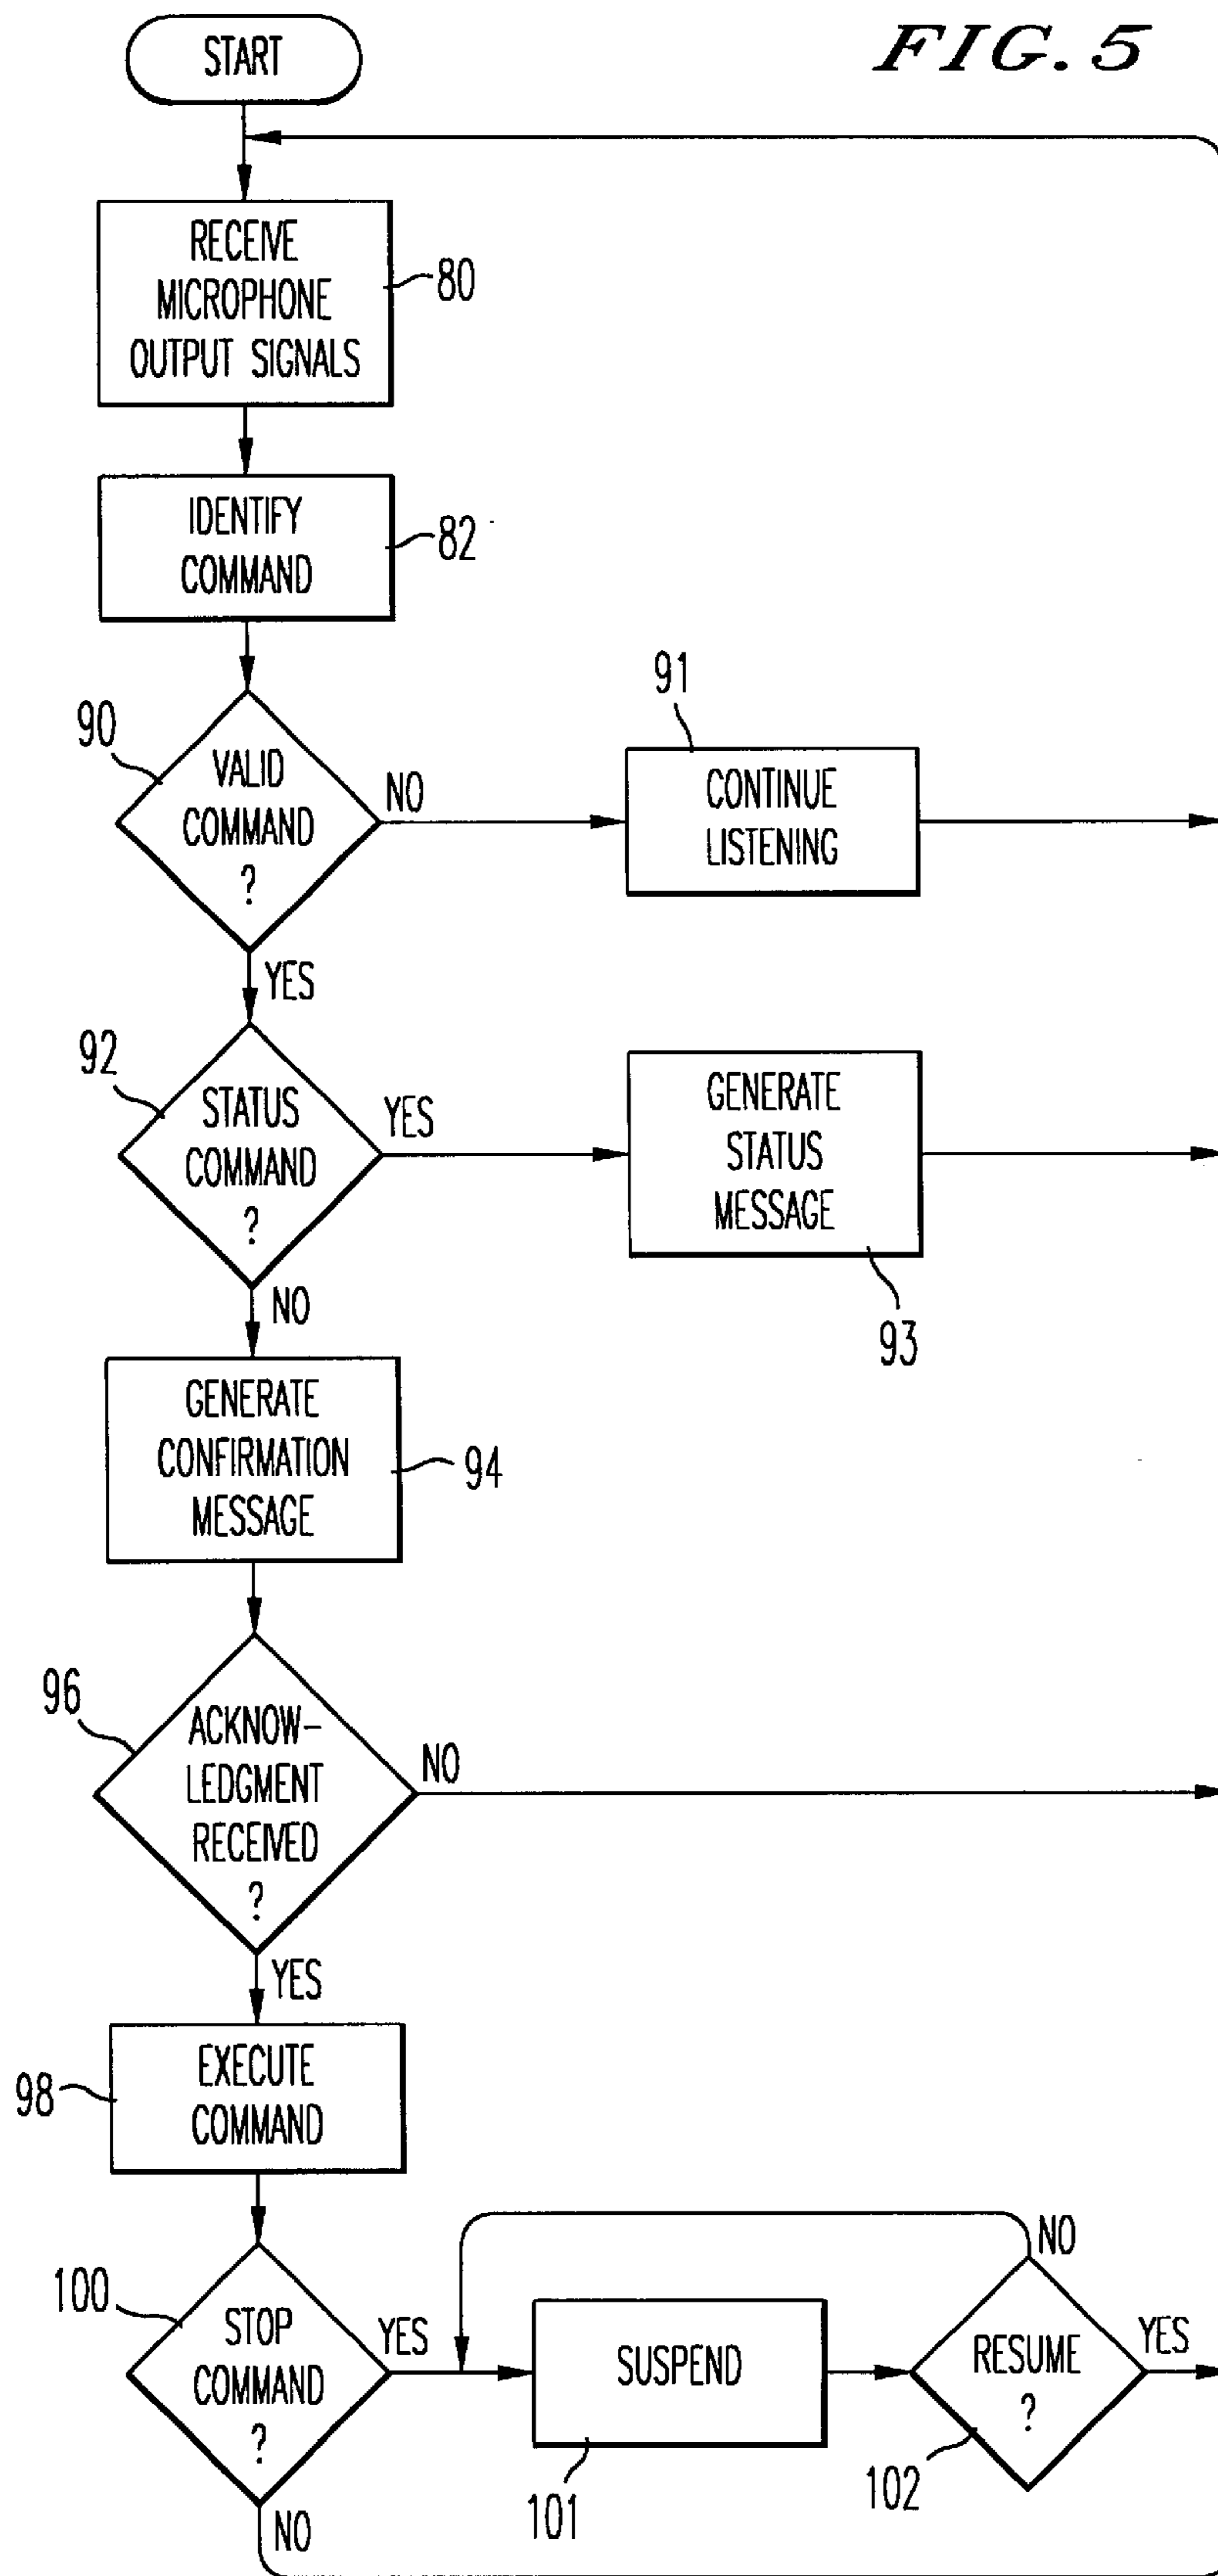 FIG. 5
START
RECEIVE
MICROPHONE
OUTPUT SIGNALS
80
IDENTIFY
COMMAND
82
90
VALID
COMMAND
?
NO
91
CONTINUE
LISTENING
YES
92
STATUS
COMMAND
?
YES
GENERATE
STATUS
MESSAGE
93
NO
GENERATE
CONFIRMATION
MESSAGE
94
96
ACKNOW-
LEDGMENT
RECEIVED
?
NO
YES
98
EXECUTE
COMMAND
100
STOP
COMMAND
?
YES
SUSPEND
101
NO
RESUME
?
YES
102
NO